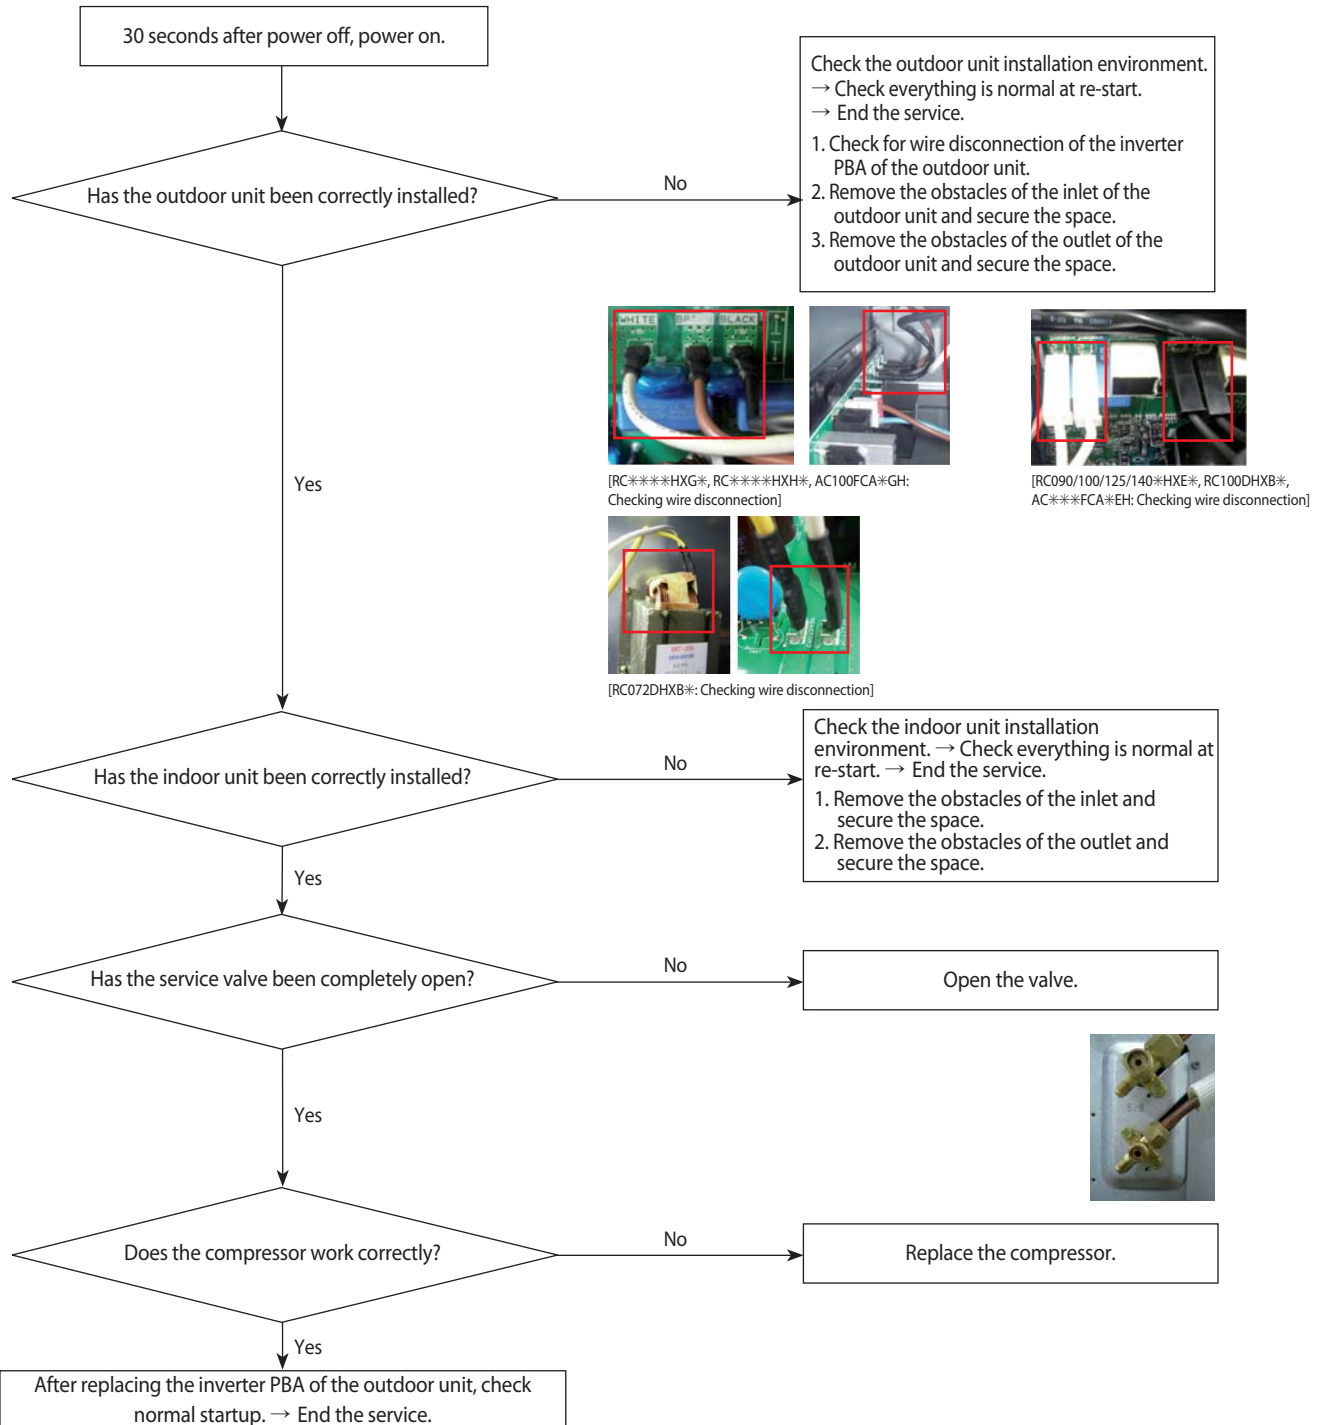 30 seconds after power off, power on.
Check the outdoor unit installation environment.
→ Check everything is normal at re-start.
→ End the service.
1. Check for wire disconnection of the inverter
PBA of the outdoor unit.
2. Remove the obstacles of the inlet of the
outdoor unit and secure the space.
3. Remove the obstacles of the outlet of the
outdoor unit and secure the space.
Has the outdoor unit been correctly installed?
No
WHITE
BLACK
[RC✳✳✳✳HXG✳, RC✳✳✳✳HXH✳, AC100FCA✳GH:
Checking wire disconnection]
[RC090/100/125/140✳HXE✳, RC100DHXB✳,
AC✳✳✳FCA✳EH: Checking wire disconnection]
Yes
[RC072DHXB✳: Checking wire disconnection]
Has the indoor unit been correctly installed?
No
Check the indoor unit installation
environment. → Check everything is normal at
re-start. → End the service.
1. Remove the obstacles of the inlet and
secure the space.
2. Remove the obstacles of the outlet and
secure the space.
Yes
Has the service valve been completely open?
No
Open the valve.
Yes
Does the compressor work correctly?
No
Replace the compressor.
Yes
After replacing the inverter PBA of the outdoor unit, check
normal startup. → End the service.